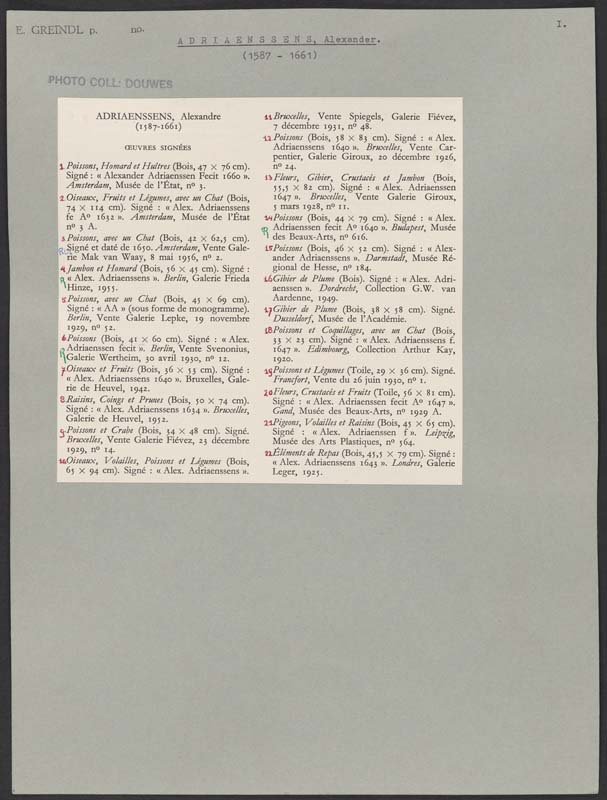 E. GREINDL p. no.
I.
ADRIAENSSENS, Alexander.
(1587 - 1661)
PHOTO COLL: DOUWES
ADRIAENSSENS, Alexandre
(1587-1661)
ŒUVRES SIGNÉES
1 Poissons, Homard et Huîtres (Bois, 47 × 76 cm).
Signé : « Alexander Adriaenssen Fecit 1660 ».
Amsterdam, Musée de l'État, nº 3.
2 Oiseaux, Fruits et Légumes, avec un Chat (Bois,
74 × 114 cm). Signé : « Alex. Adriaenssens
fe Aº 1632 ». Amsterdam, Musée de l'État
nº 3 A.
3 Poissons, avec un Chat (Bois, 42 × 62,5 cm).
Signé et daté de 1650. Amsterdam, Vente Gale-
rie Mak van Waay, 8 mai 1956, nº 2.
4 Jambon et Homard (Bois, 56 × 45 cm). Signé :
« Alex. Adriaenssens ». Berlin, Galerie Frieda
Hinze, 1955.
5 Poissons, avec un Chat (Bois, 45 × 69 cm).
Signé : « AA » (sous forme de monogramme).
Berlin, Vente Galerie Lepke, 19 novembre
1929, nº 52.
6 Poissons (Bois, 41 × 60 cm). Signé : « Alex.
Adriaenssen fecit ». Berlin, Vente Svenonius,
Galerie Wertheim, 30 avril 1930, nº 12.
7 Oiseaux et Fruits (Bois, 36 × 53 cm). Signé :
« Alex. Adriaenssens 1640 ». Bruxelles, Gale-
rie de Heuvel, 1942.
8 Raisins, Coings et Prunes (Bois, 50 × 74 cm).
Signé : « Alex. Adriaenssens 1634 ». Bruxelles,
Galerie de Heuvel, 1952.
9 Poissons et Crabe (Bois, 34 × 48 cm). Signé.
Bruxelles, Vente Galerie Fiévez, 23 décembre
1929, nº 14.
10 Oiseaux, Volailles, Poissons et Légumes (Bois,
65 × 94 cm). Signé : « Alex. Adriaenssens ».
11 Bruxelles, Vente Spiegels, Galerie Fiévez,
7 décembre 1931, nº 48.
12 Poissons (Bois, 58 × 83 cm). Signé : « Alex.
Adriaenssens 1640 ». Bruxelles, Vente Car-
pentier, Galerie Giroux, 20 décembre 1926,
nº 24.
13 Fleurs, Gibier, Crustacés et Jambon (Bois,
55,5 × 82 cm). Signé : « Alex. Adriaenssen
1647 ». Bruxelles, Vente Galerie Giroux,
5 mars 1928, nº 11.
14 Poissons (Bois, 44 × 79 cm). Signé : « Alex.
Adriaenssen fecit Aº 1640 ». Budapest, Musée
des Beaux-Arts, nº 616.
15 Poissons (Bois, 46 × 52 cm). Signé : « Alex-
ander Adriaenssens ». Darmstadt, Musée Ré-
gional de Hesse, nº 184.
16 Gibier de Plume (Bois). Signé : « Alex. Adri-
aenssen ». Dordrecht, Collection G.W. van
Aardenne, 1949.
17 Gibier de Plume (Bois, 38 × 58 cm). Signé.
Dusseldorf, Musée de l'Académie.
18 Poissons et Coquillages, avec un Chat (Bois,
33 × 23 cm). Signé : « Alex. Adriaenssens f.
1647 ». Edimbourg, Collection Arthur Kay,
1920.
19 Poissons et Légumes (Toile, 29 × 36 cm). Signé.
Francfort, Vente du 26 juin 1930, nº 1.
20 Fleurs, Crustacés et Fruits (Toile, 56 × 81 cm).
Signé : « Alex. Adriaenssen fecit Aº 1647 ».
Gand, Musée des Beaux-Arts, nº 1929 A.
21 Pigeons, Volailles et Raisins (Bois, 45 × 65 cm).
Signé : « Alex. Adriaenssen f ». Leipzig,
Musée des Arts Plastiques, nº 564.
22 Éléments de Repas (Bois, 45,5 × 79 cm). Signé :
« Alex. Adriaenssens 1643 ». Londres, Galerie
Leger, 1925.